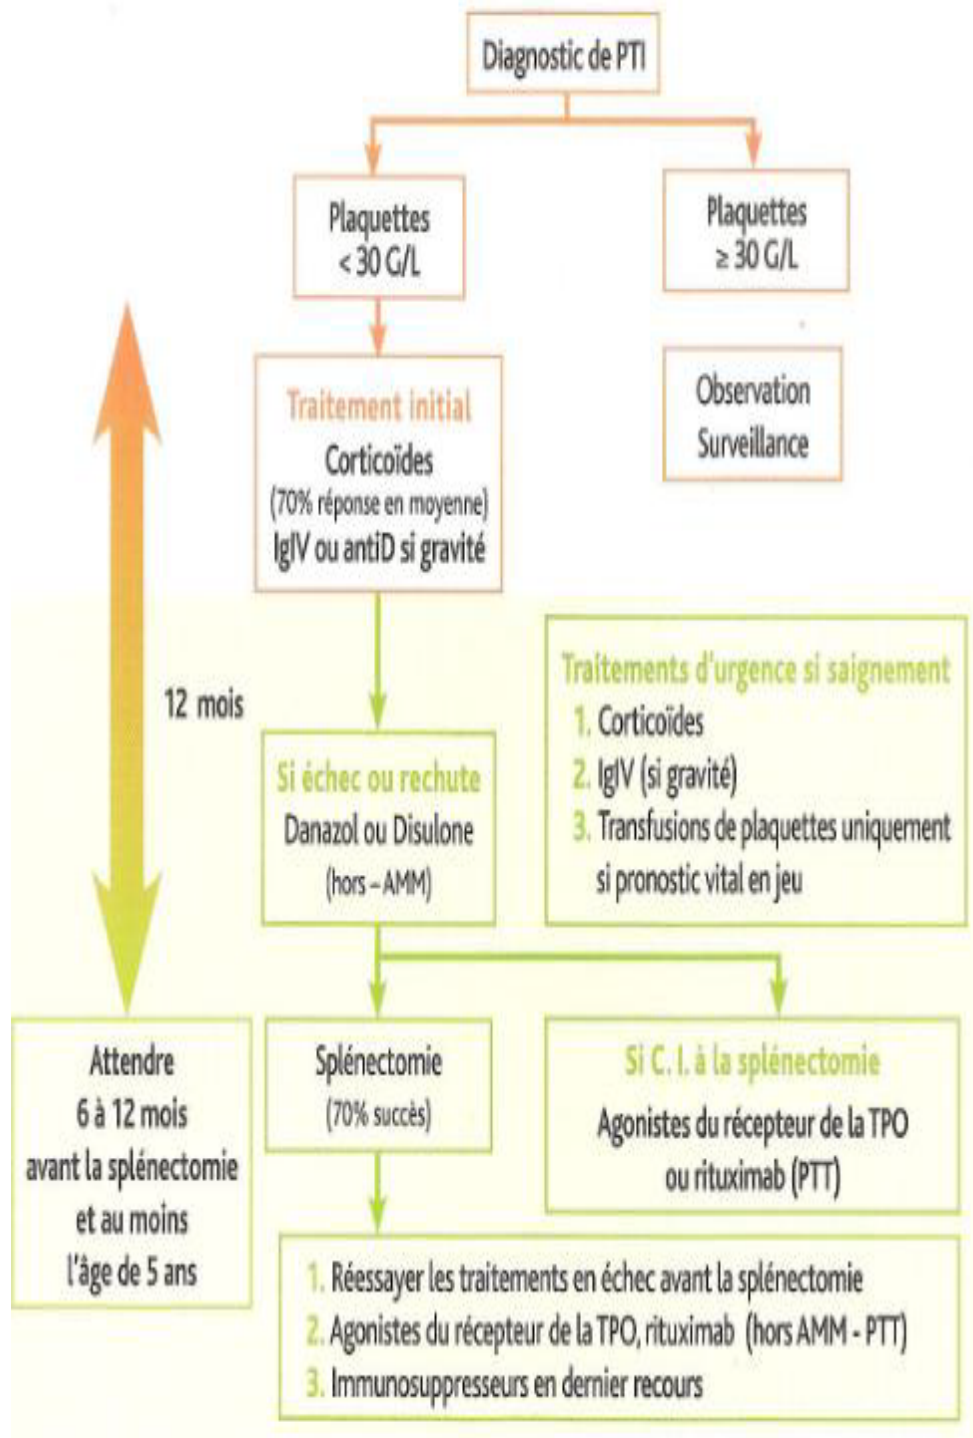 Diagnostic de PTI
Plaquettes
< 30 G/L
Plaquettes
≥ 30 G/L
Traitement initial
Corticoïdes
(70% réponse en moyenne)
IgIV ou antiD si gravité
Observation
Surveillance
12 mois
Si échec ou rechute
Danazol ou Disulone
(hors – AMM)
Traitements d'urgence si saignement
1. Corticoïdes
2. IgIV (si gravité)
3. Transfusions de plaquettes uniquement
si pronostic vital en jeu
Attendre
6 à 12 mois
avant la splénectomie
et au moins
l'âge de 5 ans
Splénectomie
(70% succès)
Si C. I. à la splénectomie
Agonistes du récepteur de la TPO
ou rituximab (PTT)
1. Réessayer les traitements en échec avant la splénectomie
2. Agonistes du récepteur de la TPO, rituximab (hors AMM - PTT)
3. Immunosuppresseurs en dernier recours